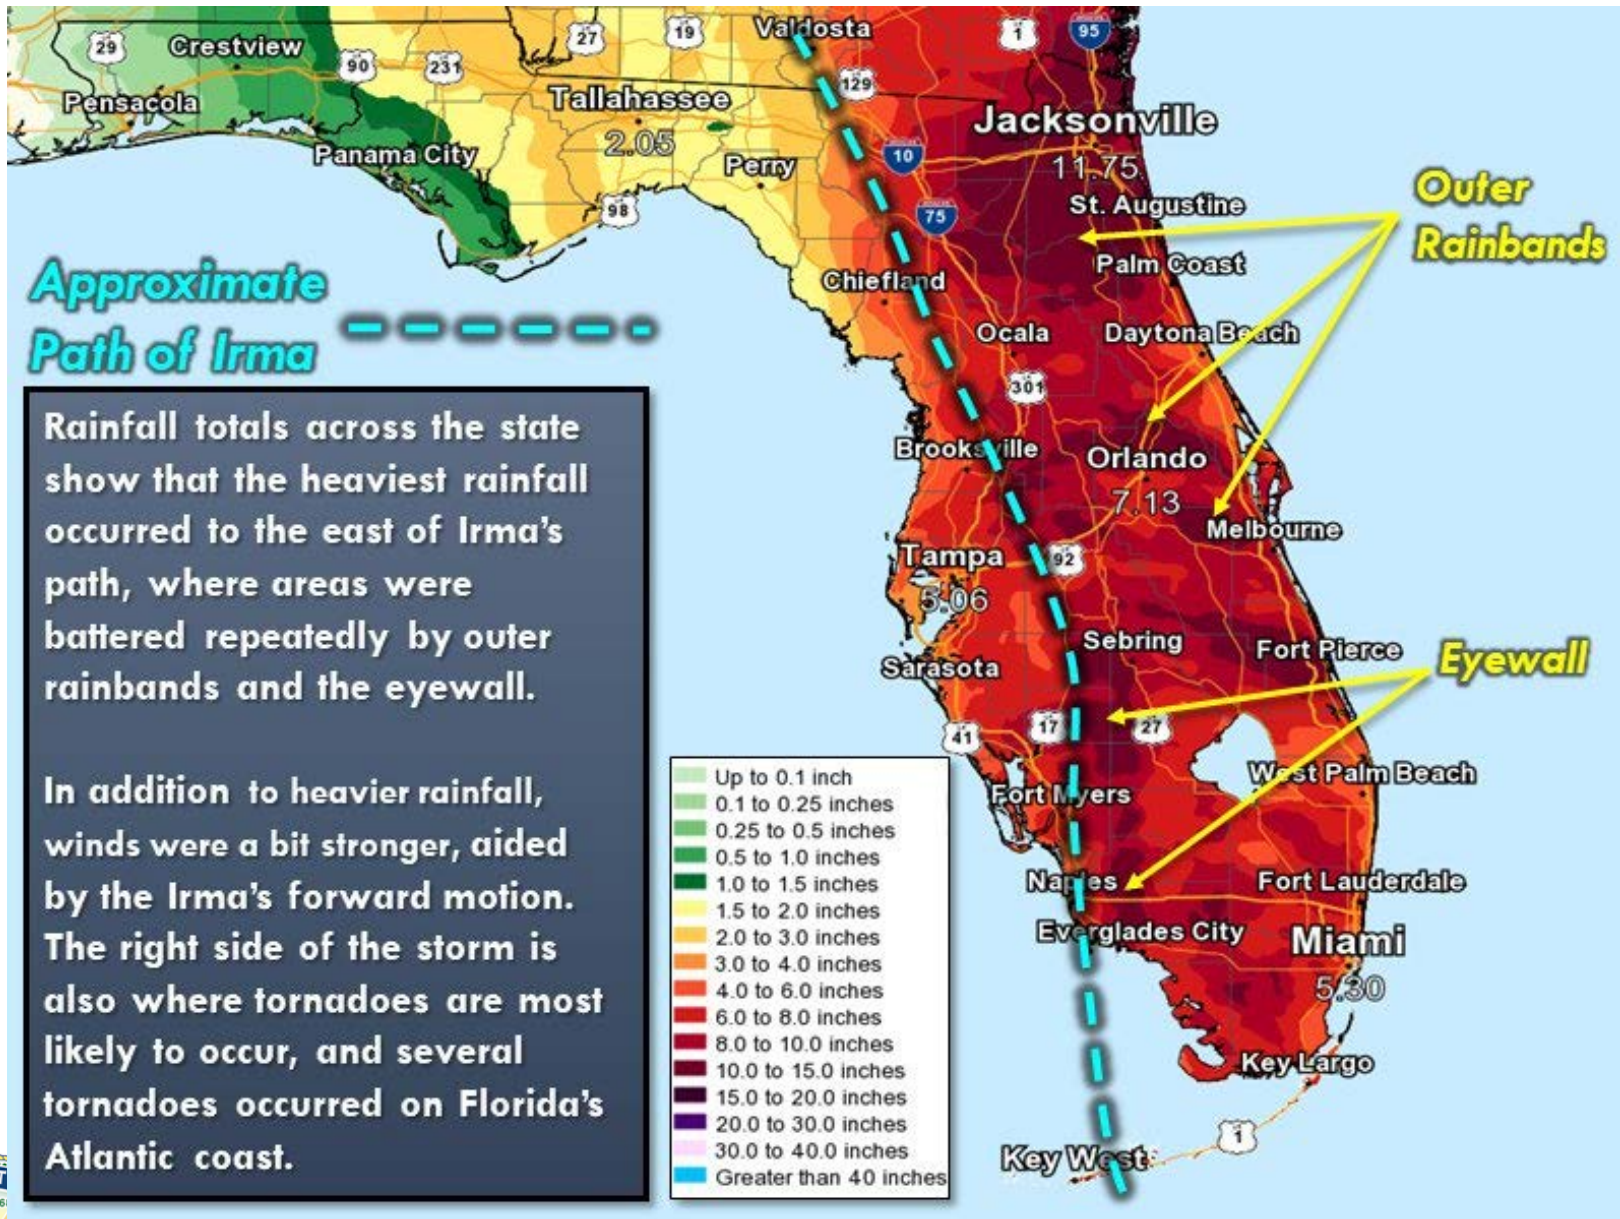 29
Crestview
90
231
27
19
Valdosta
129
1
95
Pensacola
Tallahassee
2.05
Jacksonville
11.75
10
Panama City
Perry
98
75
St. Augustine
Outer
Rainbands
Palm Coast
Chiefland
Approximate
Path of Irma
Ocala
Daytona Beach
301
Brooksville
Orlando
7.13
Melbourne
Tampa
5.06
92
Sebring
Fort Pierce
Eyewall
Sarasota
41
17
27
West Palm Beach
Fort Myers
Naples
Fort Lauderdale
Everglades City
Miami
5.30
Key Largo
1
Key West
Rainfall totals across the state
show that the heaviest rainfall
occurred to the east of Irma's
path, where areas were
battered repeatedly by outer
rainbands and the eyewall.
In addition to heavier rainfall,
winds were a bit stronger, aided
by the Irma's forward motion.
The right side of the storm is
also where tornadoes are most
likely to occur, and several
tornadoes occurred on Florida's
Atlantic coast.
Up to 0.1 inch
0.1 to 0.25 inches
0.25 to 0.5 inches
0.5 to 1.0 inches
1.0 to 1.5 inches
1.5 to 2.0 inches
2.0 to 3.0 inches
3.0 to 4.0 inches
4.0 to 6.0 inches
6.0 to 8.0 inches
8.0 to 10.0 inches
10.0 to 15.0 inches
15.0 to 20.0 inches
20.0 to 30.0 inches
30.0 to 40.0 inches
Greater than 40 inches